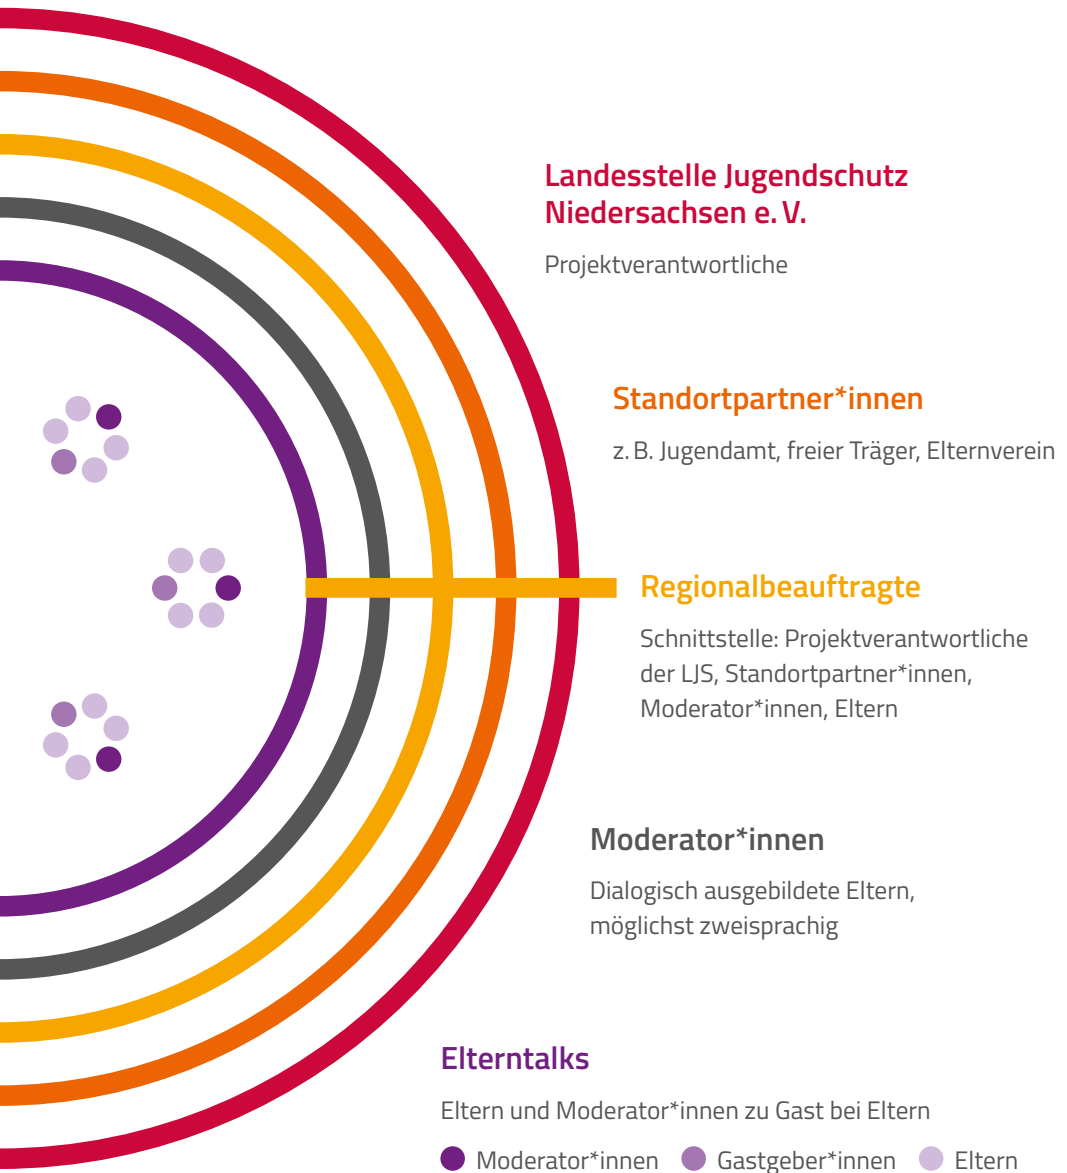 Landesstelle Jugendschutz
Niedersachsen e. V.
Projektverantwortliche
Standortpartner*innen
z. B. Jugendamt, freier Träger, Elternverein
Regionalbeauftragte
Schnittstelle: Projektverantwortliche
der LJS, Standortpartner*innen,
Moderator*innen, Eltern
Moderator*innen
Dialogisch ausgebildete Eltern,
möglichst zweisprachig
Elterntalks
Eltern und Moderator*innen zu Gast bei Eltern
Moderator*innen Gastgeber*innen Eltern